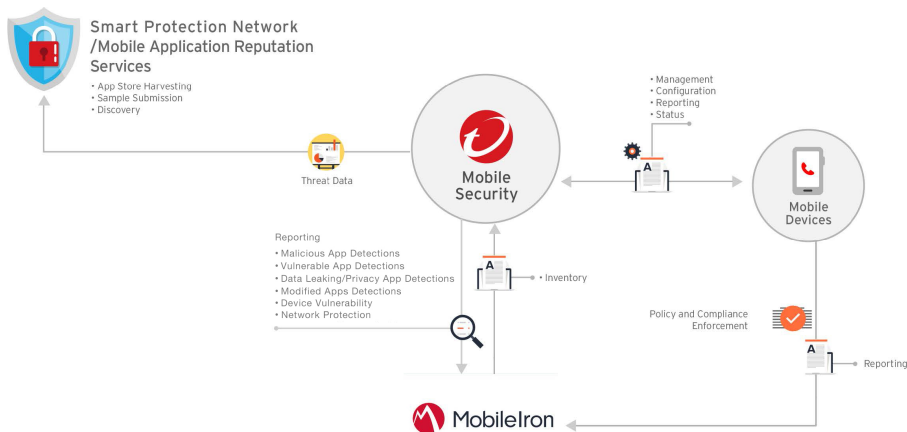 Smart Protection Network
/Mobile Application Reputation
Services
• App Store Harvesting
• Sample Submission
• Discovery
Threat Data
Mobile
Security
• Management
• Configuration
• Reporting
• Status
A
Mobile
Devices
Reporting
• Malicious App Detections
• Vulnerable App Detections
• Data Leaking/Privacy App Detections
• Modified Apps Detections
• Device Vulnerability
• Network Protection
A
• Inventory
Policy and Compliance
Enforcement
A
Reporting
MobileIron